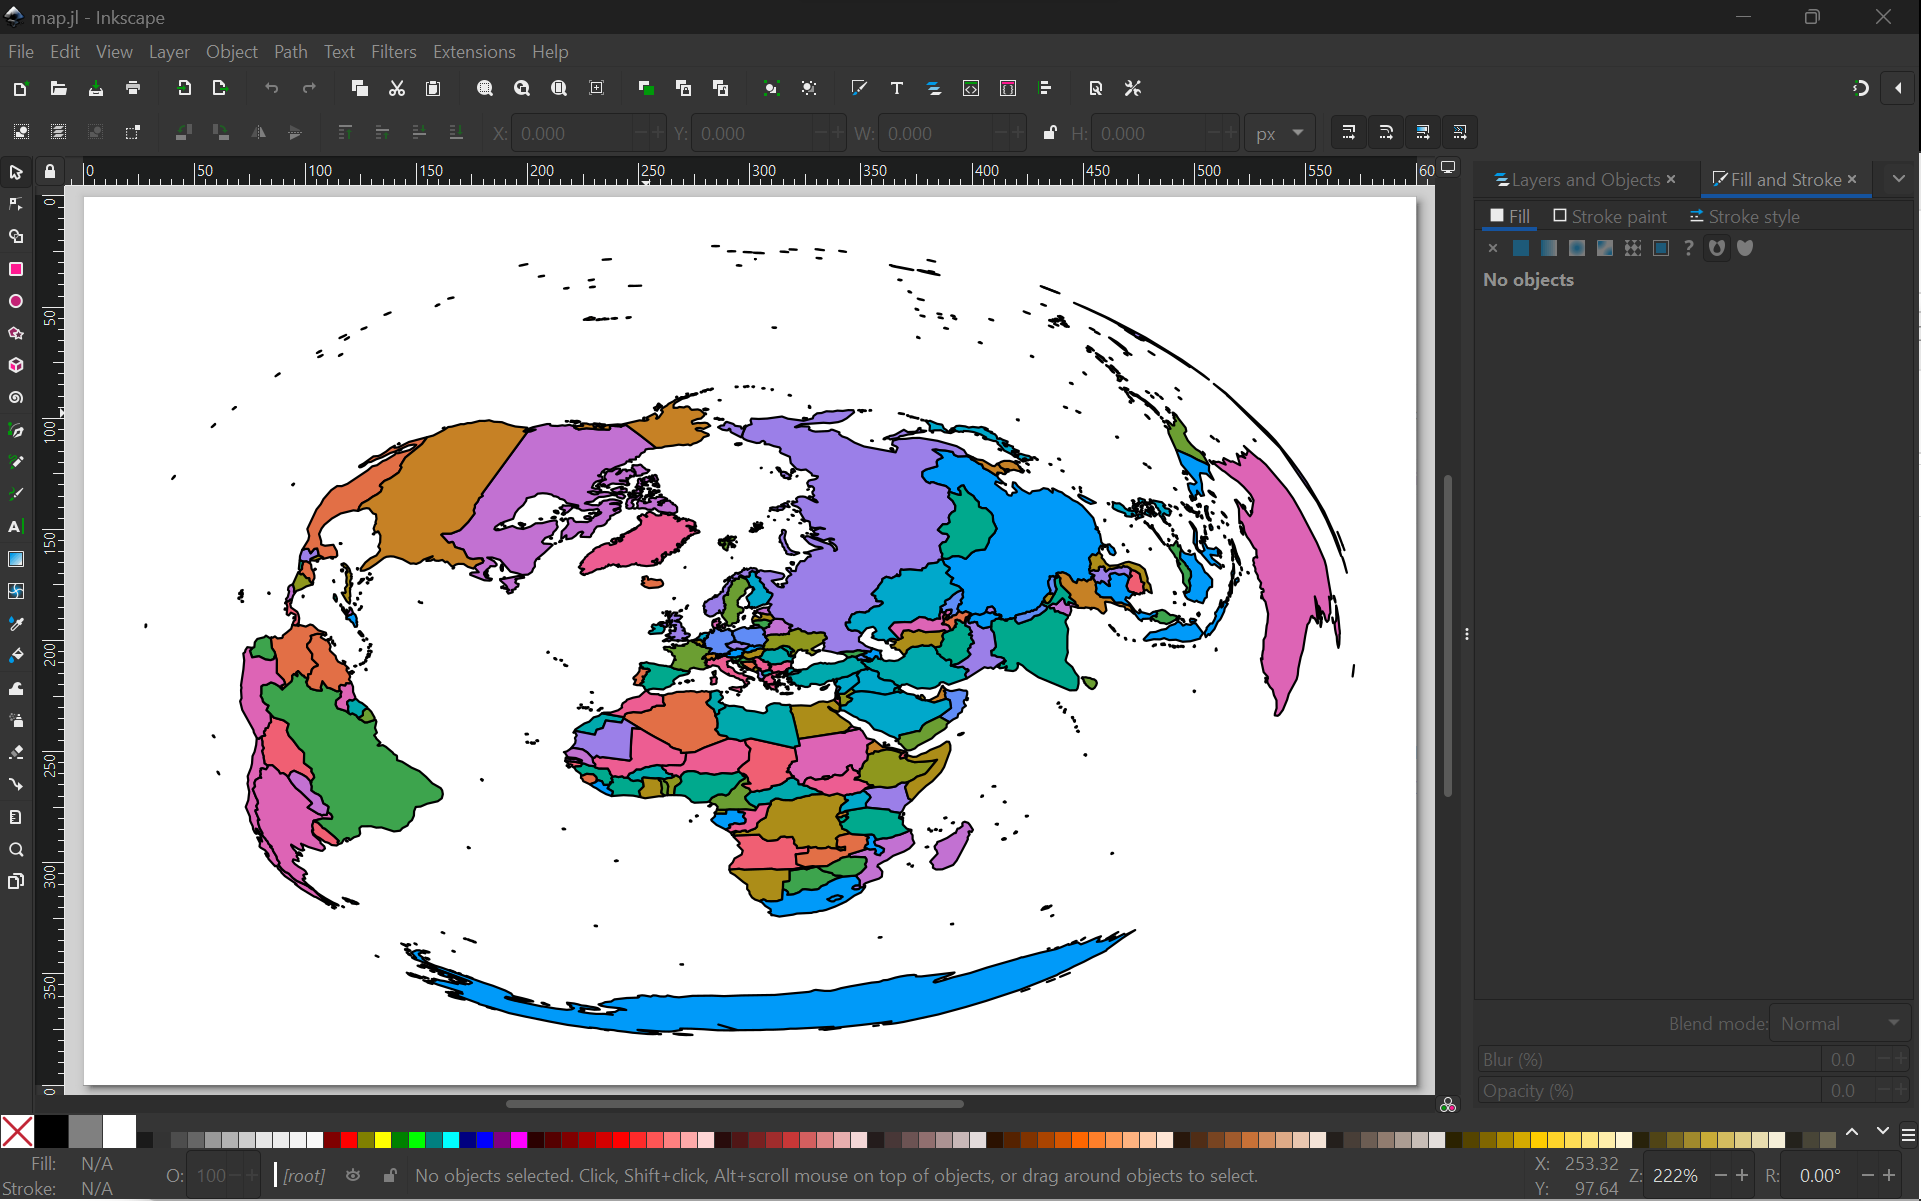 map.jl - Inkscape
File Edit View Layer Object Path Text Filters Extensions Help
X: 0.000 Y: 0.000 W: 0.000 H: 0.000 px
0 50 100 150 200 250 300 350 400 450 500 550 60
Layers and Objects Fill and Stroke
Fill Stroke paint Stroke style
No objects
0
50
100
150
200
250
300
350
0
Blend mode: Normal
Blur (%) 0.0
Opacity (%) 0.0
Fill: N/A
Stroke: N/A
O: 100
[root]
No objects selected. Click, Shift+click, Alt+scroll mouse on top of objects, or drag around objects to select.
X: 253.32
Y: 97.64
Z: 222%
R: 0.00°